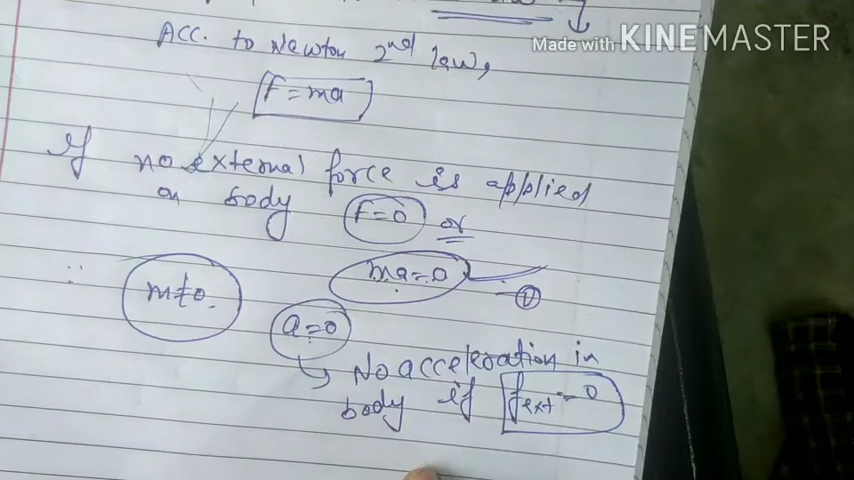 Made with KINEMASTER
Acc. to Newton 2nd law,
F = ma
If no external force is applied
on body F=0 or
ma=0 — ①
∴ m≠0.
a=0
No acceleration in
body if Fext = 0